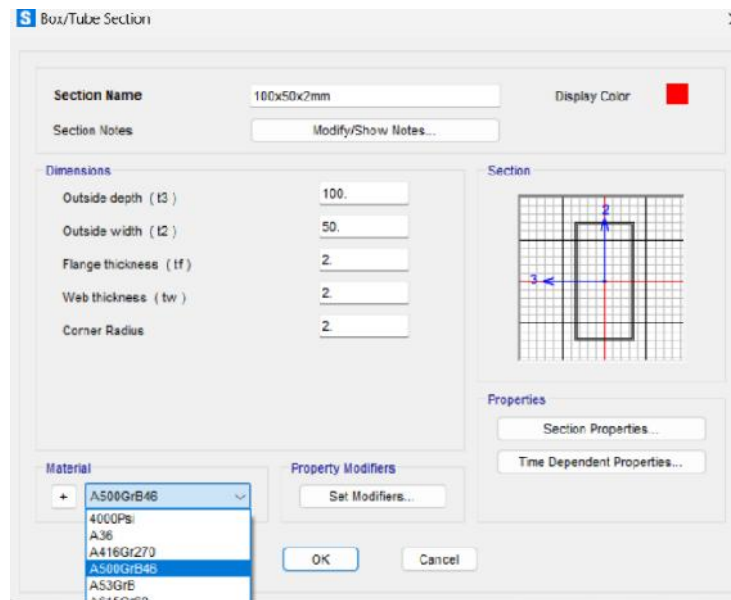 S Box/Tube Section
Section Name 100x50x2mm Display Color
Section Notes Modify/Show Notes...
Dimensions Section
Outside depth ( t3 ) 100.
Outside width ( t2 ) 50.
Flange thickness ( tf ) 2.
Web thickness ( tw ) 2.
Corner Radius 2.
2
3
Properties
Section Properties...
Time Dependent Properties...
Material Property Modifiers
+ A500GrB46 Set Modifiers...
4000Psi
A36
A416Gr270
A500GrB46
A53GrB
OK Cancel